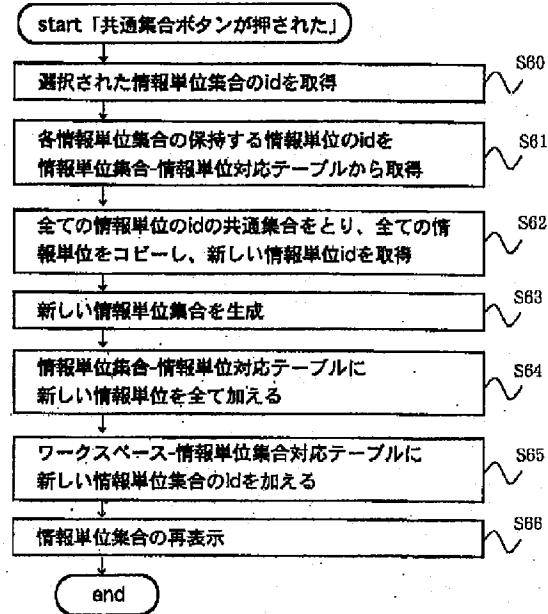 start「共通集合ボタンが押された」
選択された情報単位集合のidを取得
S60
各情報単位集合の保持する情報単位のidを
情報単位集合-情報単位対応テーブルから取得
S61
全ての情報単位のidの共通集合をとり、全ての情
報単位をコピーし、新しい情報単位idを取得
S62
新しい情報単位集合を生成
S63
情報単位集合-情報単位対応テーブルに
新しい情報単位を全て加える
S64
ワークスペース-情報単位集合対応テーブルに
新しい情報単位集合のidを加える
S65
情報単位集合の再表示
S66
end